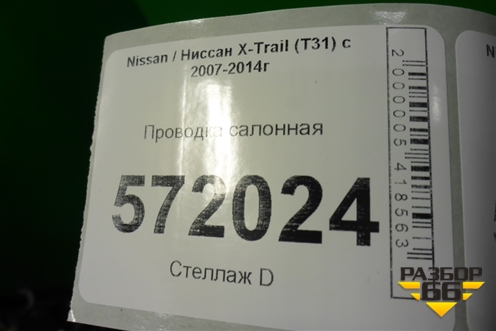 Nissan / Ниссан X-Trail (T31) с
2007-2014г
Проводка салонная
572024
Стеллаж D
2000005418563
РАЗБОР
66